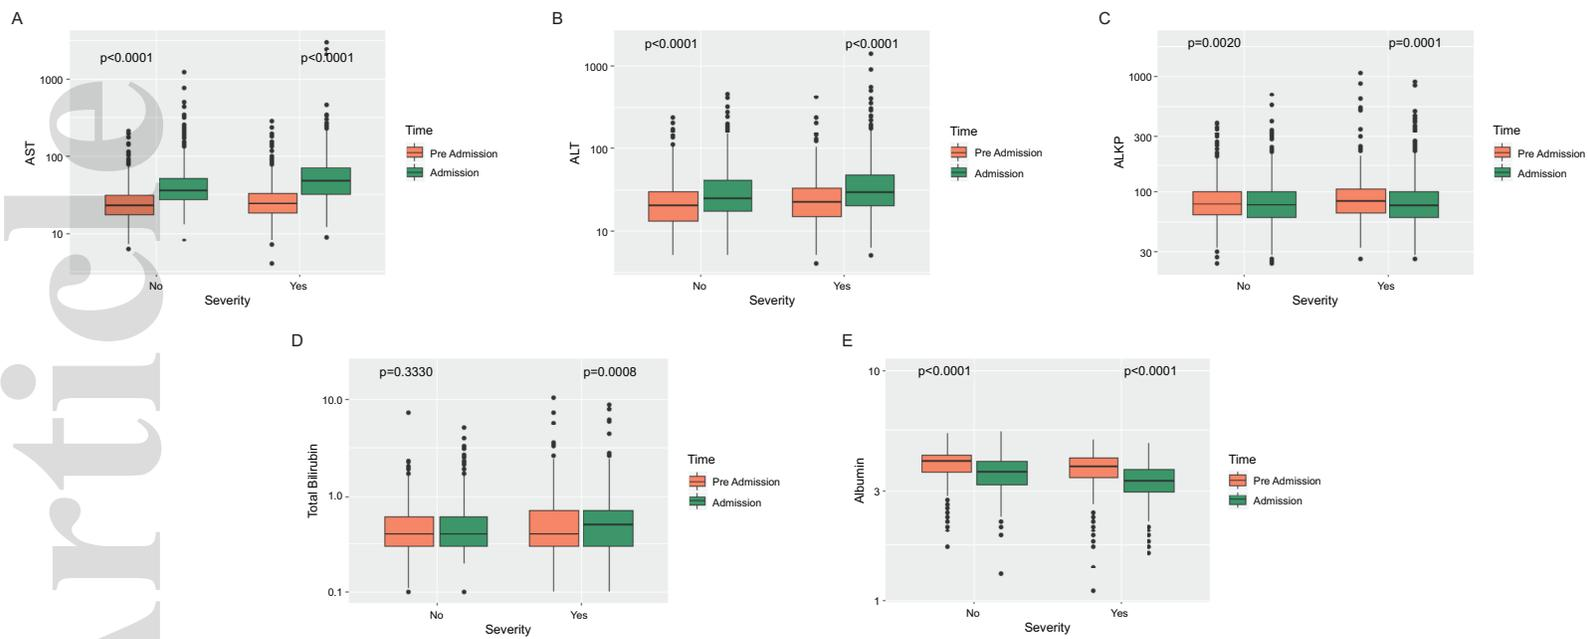 A
B
C
p<0.0001 p<0.0001
1000
100
10
AST
No Yes
Severity
Time
Pre Admission
Admission
p<0.0001 p<0.0001
1000
100
10
ALT
No Yes
Severity
Time
Pre Admission
Admission
p=0.0020 p=0.0001
1000
300
100
30
ALKP
No Yes
Severity
Time
Pre Admission
Admission
D
E
p=0.3330 p=0.0008
10.0
1.0
0.1
Total Bilirubin
No Yes
Severity
Time
Pre Admission
Admission
p<0.0001 p<0.0001
10
3
1
Albumin
No Yes
Severity
Time
Pre Admission
Admission
Article